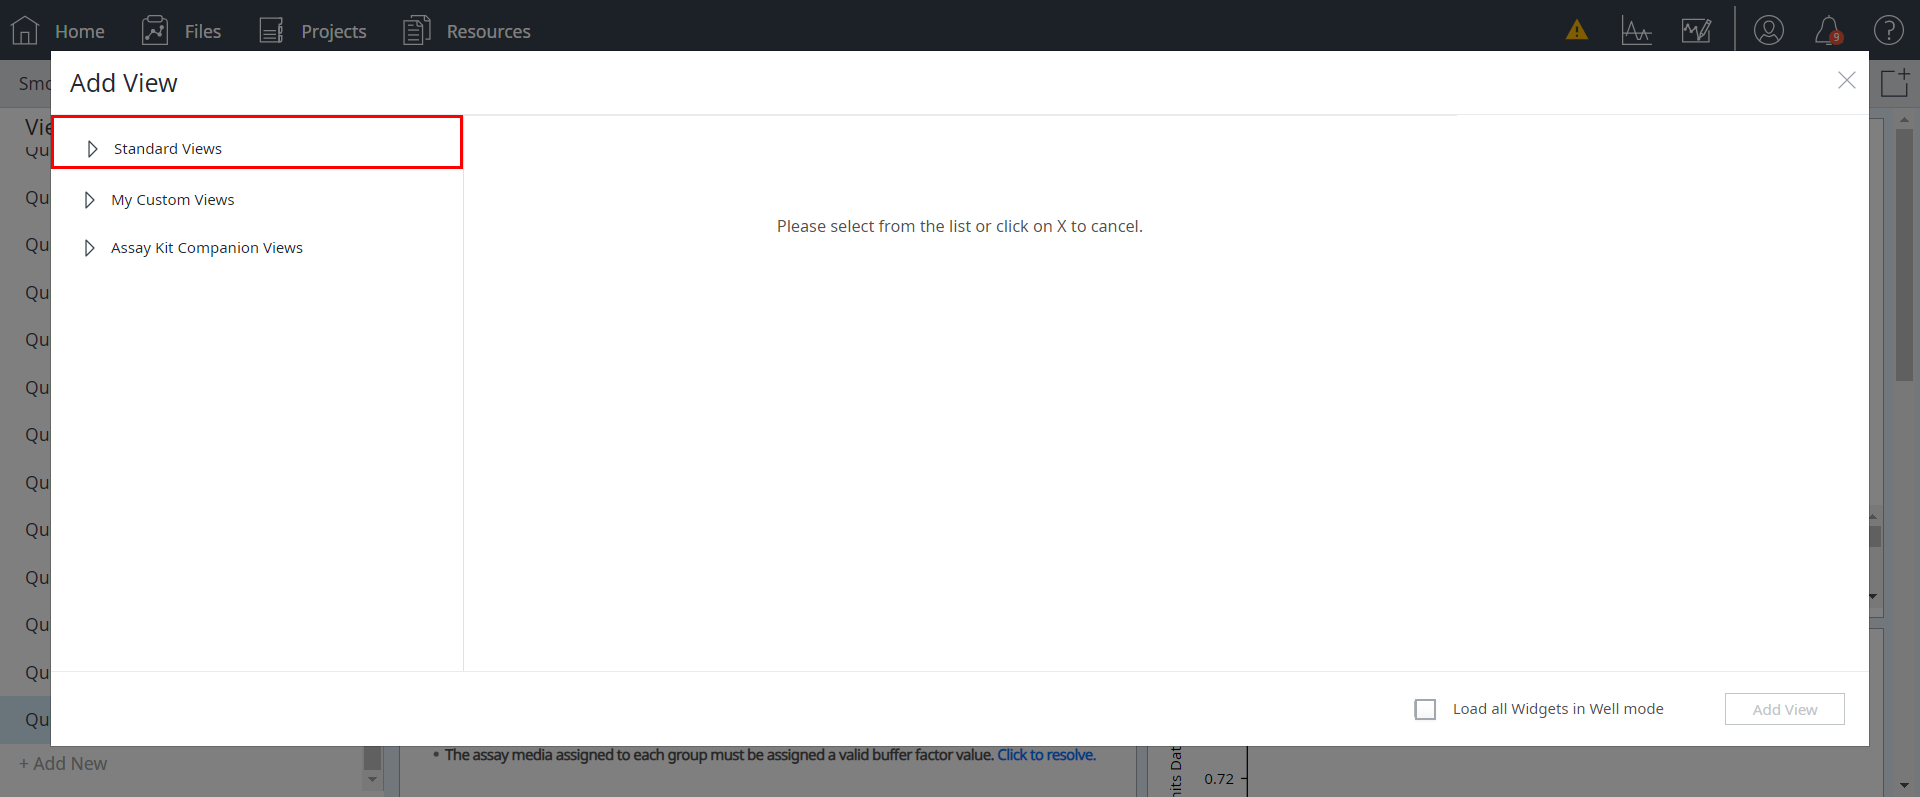 Home Files Projects Resources 9
Add View
Standard Views
My Custom Views
Assay Kit Companion Views
Please select from the list or click on X to cancel.
Load all Widgets in Well mode Add View
Smo
Vie
Qu
Qu
Qu
Qu
Qu
Qu
Qu
Qu
Qu
Qu
Qu
Qu
Qu
+ Add New
• The assay media assigned to each group must be assigned a valid buffer factor value. Click to resolve.
0.72